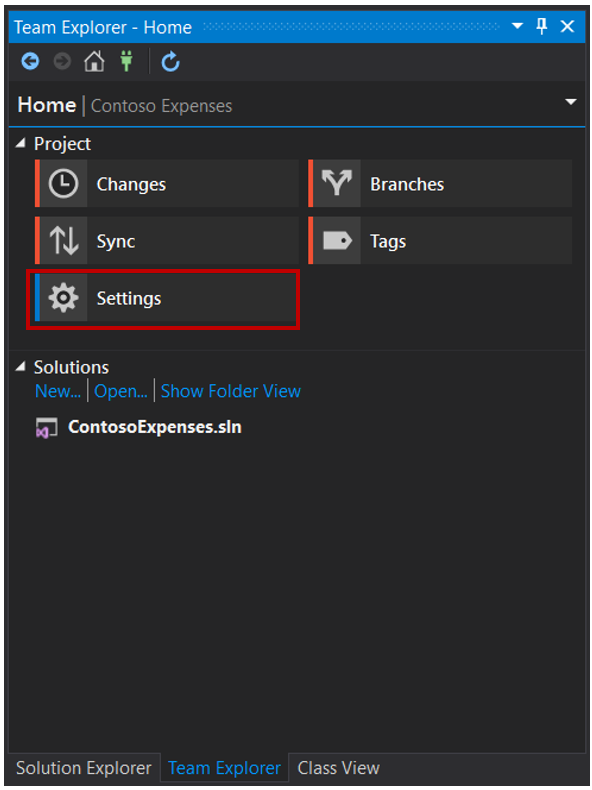 Team Explorer - Home
Home | Contoso Expenses
Project
Changes
Branches
Sync
Tags
Settings
Solutions
New... | Open... | Show Folder View
ContosoExpenses.sln
Solution Explorer Team Explorer Class View